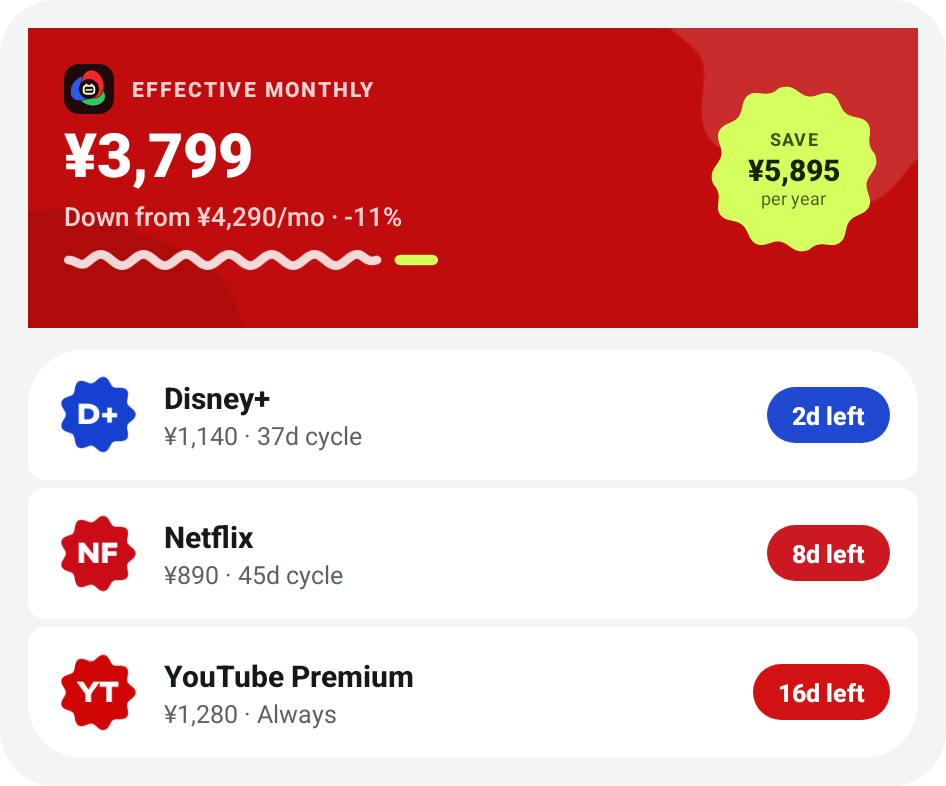 EFFECTIVE MONTHLY
¥3,799
Down from ¥4,290/mo · -11%
SAVE
¥5,895
per year
D+
Disney+
¥1,140 · 37d cycle
2d left
NF
Netflix
¥890 · 45d cycle
8d left
YT
YouTube Premium
¥1,280 · Always
16d left